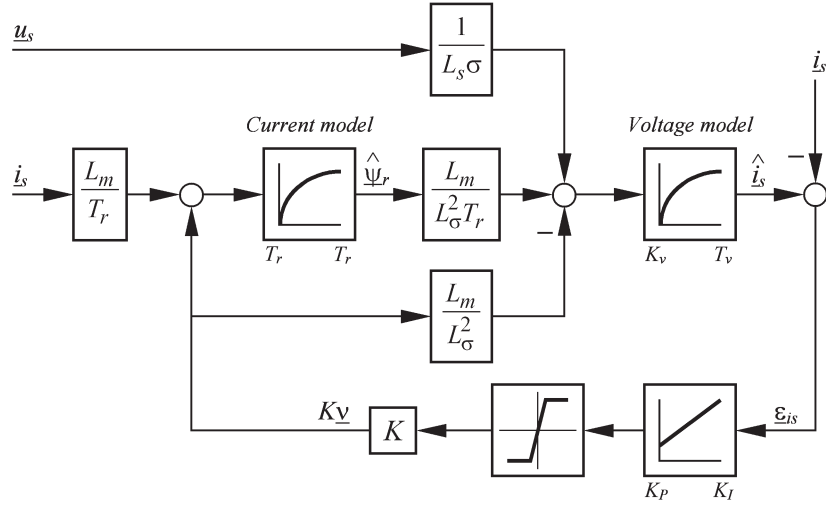 u_s
1
L_sσ
i_s
Current model
Voltage model
i_s
L_m
T_r
ψ̂_r
L_m
L_σ^2 T_r
−
î_s
−
T_r T_r
K_v T_v
L_m
L_σ^2
Kν
K
ε_is
K_P K_I